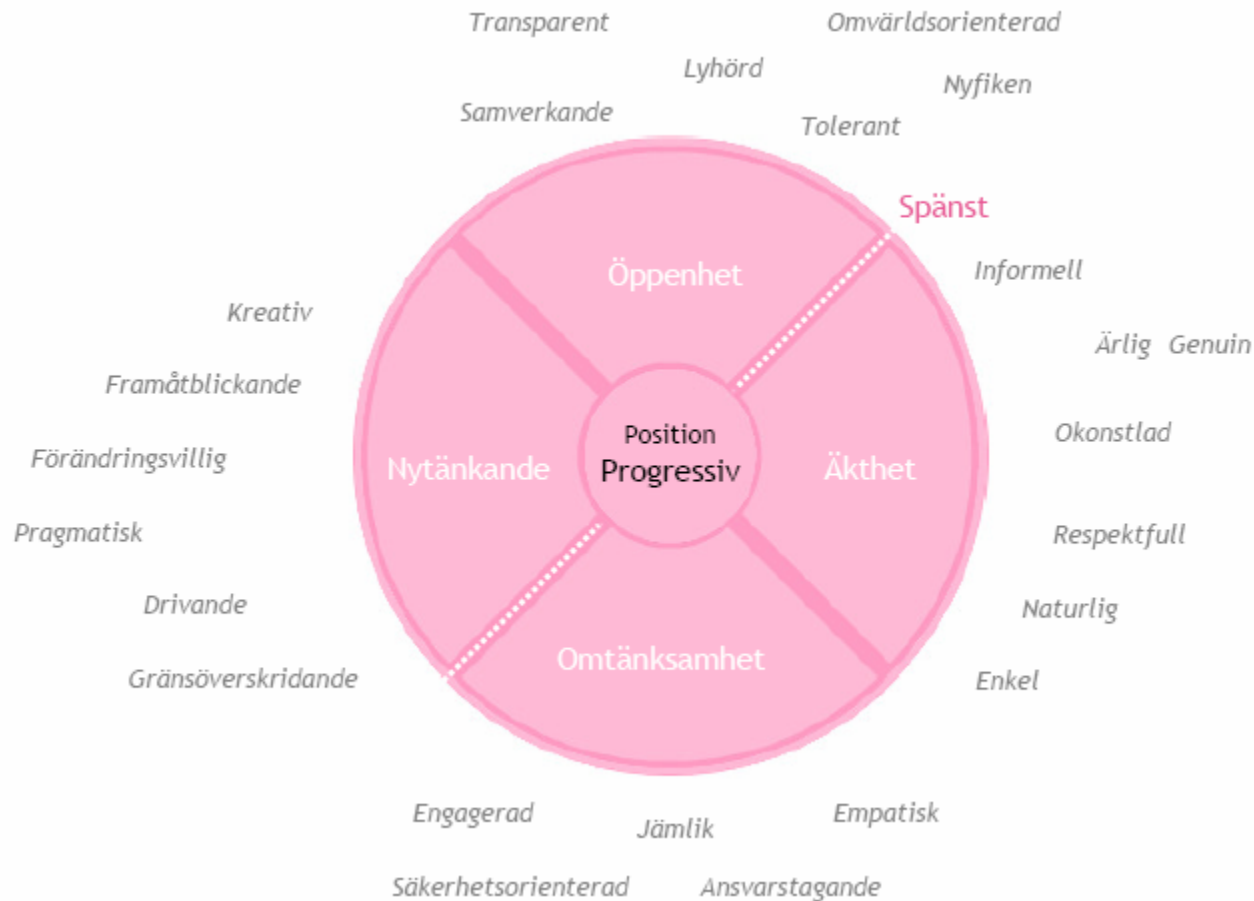 Transparent
Omvärldsorienterad
Lyhörd
Nyfiken
Samverkande
Tolerant
Spänst
Öppenhet
Informell
Kreativ
Ärlig Genuin
Framåtblickande
Okonstlad
Position
Progressiv
Nytänkande
Äkthet
Förändringsvillig
Pragmatisk
Respektfull
Drivande
Naturlig
Omtänksamhet
Gränsöverskridande
Enkel
Engagerad
Jämlik
Empatisk
Säkerhetsorienterad
Ansvarstagande